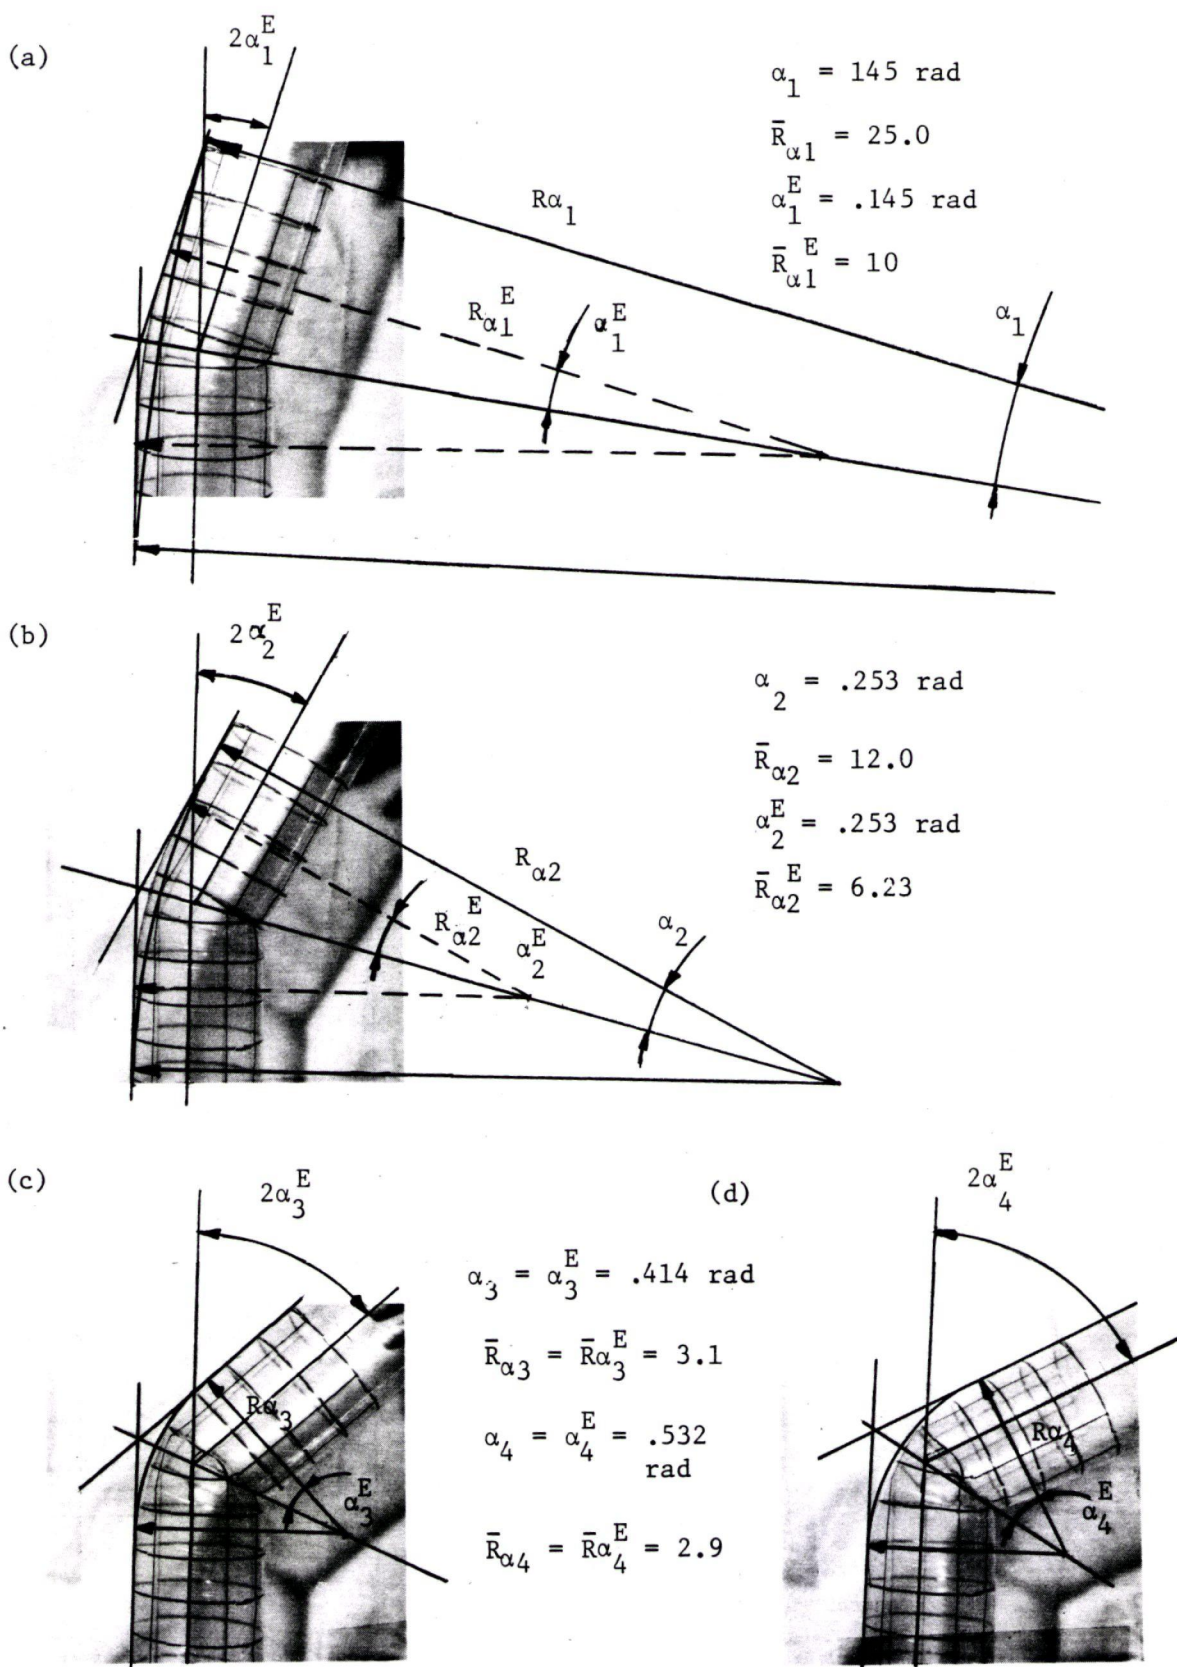 (a)
2α₁ᴱ
α₁ = 145 rad
R̄α₁ = 25.0
α₁ᴱ = .145 rad
R̄α₁ᴱ = 10
Rα₁
Rα₁ᴱ
α₁ᴱ
α₁
(b)
2α₂ᴱ
α₂ = .253 rad
R̄α₂ = 12.0
α₂ᴱ = .253 rad
R̄α₂ᴱ = 6.23
Rα₂
Rα₂ᴱ
α₂ᴱ
α₂
(c)
2α₃ᴱ
α₃ = α₃ᴱ = .414 rad
R̄α₃ = R̄α₃ᴱ = 3.1
α₄ = α₄ᴱ = .532
rad
R̄α₄ = R̄α₄ᴱ = 2.9
Rα₃
α₃ᴱ
(d)
2α₄ᴱ
Rα₄
α₄ᴱ